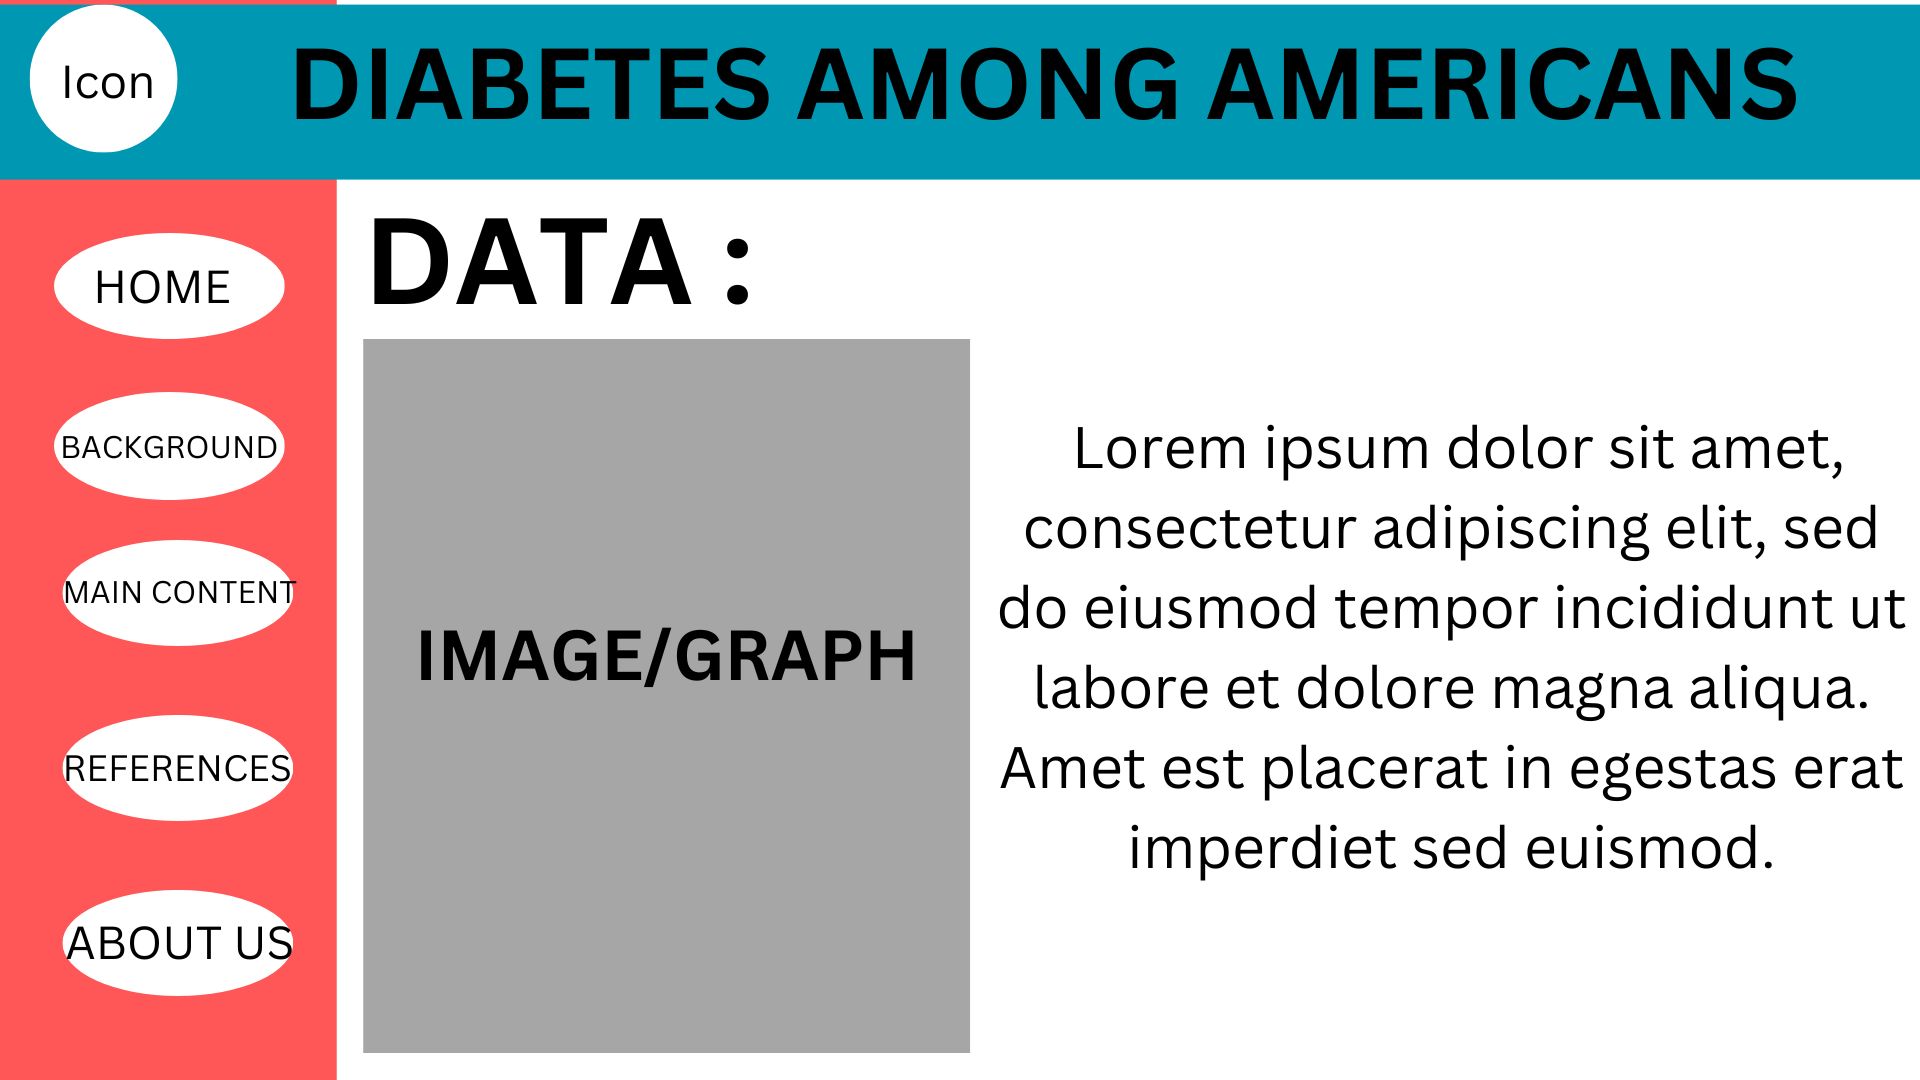 Icon
DIABETES AMONG AMERICANS
HOME
BACKGROUND
MAIN CONTENT
REFERENCES
ABOUT US
DATA :
IMAGE/GRAPH
Lorem ipsum dolor sit amet,
consectetur adipiscing elit, sed
do eiusmod tempor incididunt ut
labore et dolore magna aliqua.
Amet est placerat in egestas erat
imperdiet sed euismod.